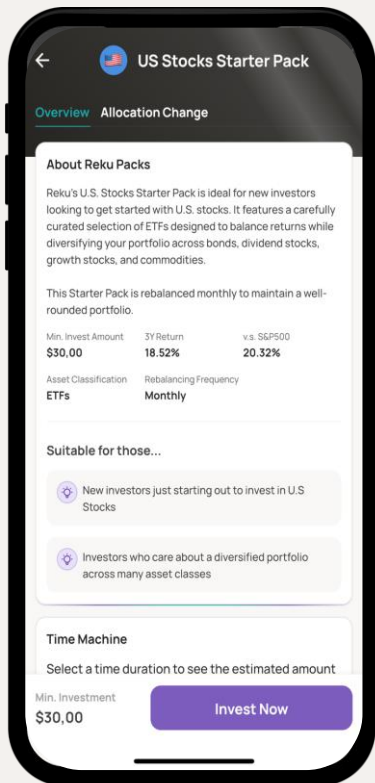 US Stocks Starter Pack
Overview Allocation Change
About Reku Packs
Reku's U.S. Stocks Starter Pack is ideal for new investors
looking to get started with U.S. stocks. It features a carefully
curated selection of ETFs designed to balance returns while
diversifying your portfolio across bonds, dividend stocks,
growth stocks, and commodities.
This Starter Pack is rebalanced monthly to maintain a well-
rounded portfolio.
Min. Invest Amount 3Y Return v.s. S&P500
$30,00 18.52% 20.32%
Asset Classification Rebalancing Frequency
ETFs Monthly
Suitable for those...
New investors just starting out to invest in U.S
Stocks
Investors who care about a diversified portfolio
across many asset classes
Time Machine
Select a time duration to see the estimated amount
Min. Investment
$30,00
Invest Now